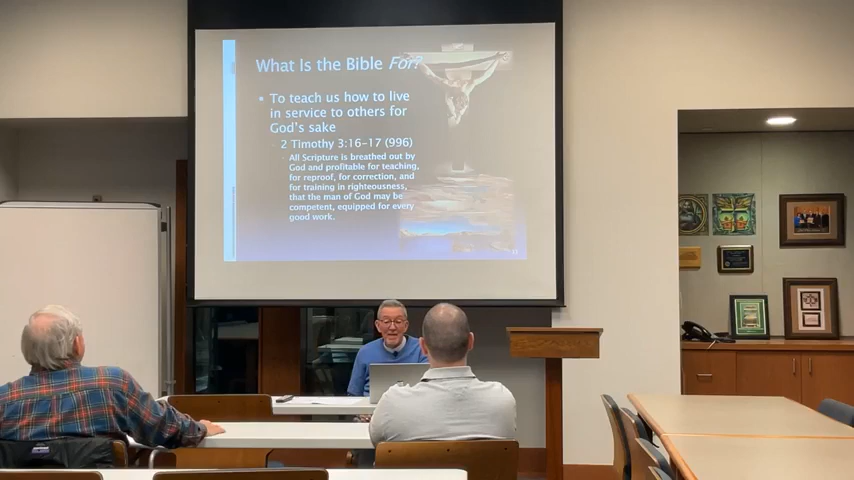 What Is the Bible For?
To teach us how to live
in service to others for
God's sake
2 Timothy 3:16-17 (996)
All Scripture is breathed out by
God and profitable for teaching,
for reproof, for correction, and
for training in righteousness,
that the man of God may be
competent, equipped for every
good work.